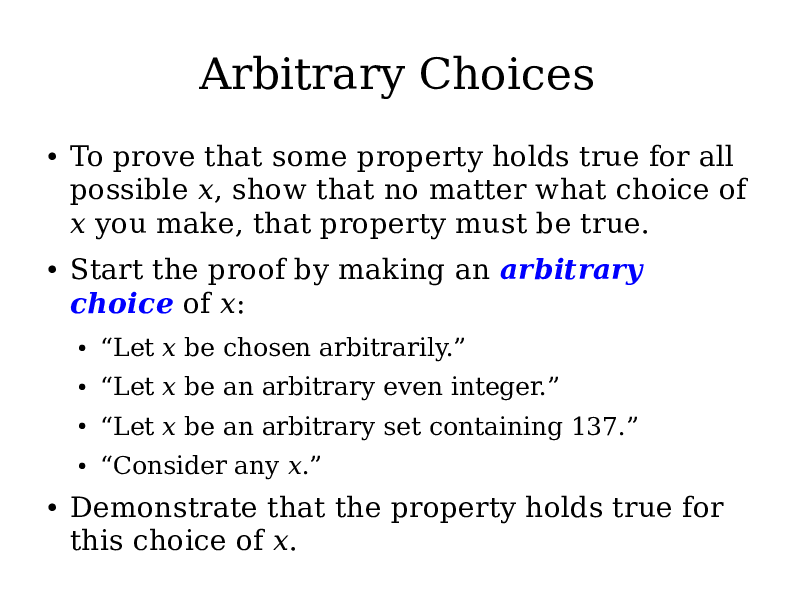 Arbitrary Choices
• To prove that some property holds true for all
possible x, show that no matter what choice of
x you make, that property must be true.
• Start the proof by making an arbitrary
choice of x:
• “Let x be chosen arbitrarily.”
• “Let x be an arbitrary even integer.”
• “Let x be an arbitrary set containing 137.”
• “Consider any x.”
• Demonstrate that the property holds true for
this choice of x.